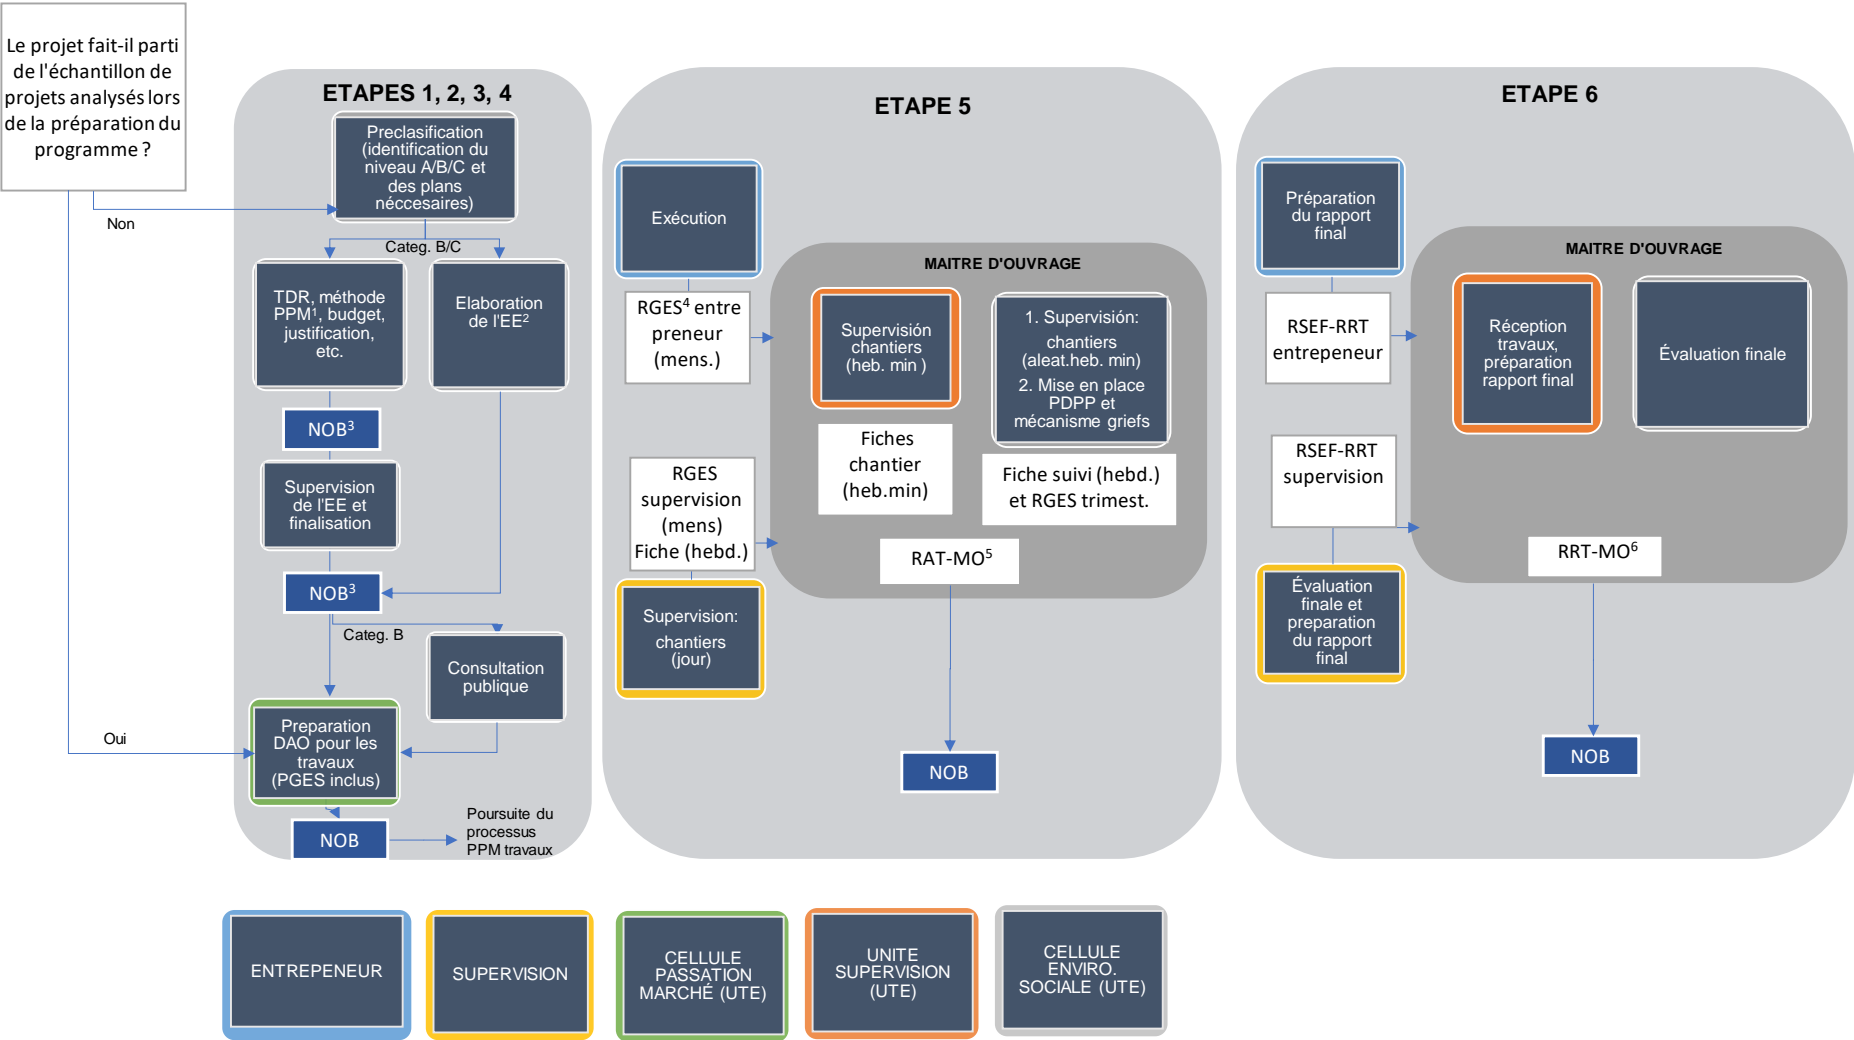 Le projet fait-il parti
de l'échantillon de
projets analysés lors
de la préparation du
programme ?
Non
Oui
ETAPES 1, 2, 3, 4
Preclasification
(identification du
niveau A/B/C et
des plans
néccesaires)
Categ. B/C
TDR, méthode
PPM¹, budget,
justification,
etc.
Elaboration
de l'EE²
NOB³
Supervision
de l'EE et
finalisation
NOB³
Categ. B
Consultation
publique
Preparation
DAO pour les
travaux
(PGES inclus)
NOB
Poursuite du
processus
PPM travaux
ETAPE 5
Exécution
RGES⁴ entre
preneur
(mens.)
RGES
supervision
(mens)
Fiche (hebd.)
Supervision:
chantiers
(jour)
MAITRE D'OUVRAGE
Supervisión
chantiers
(heb. min )
Fiches
chantier
(heb.min)
1. Supervisión:
chantiers
(aleat.heb. min)
2. Mise en place
PDPP et
mécanisme griefs
Fiche suivi (hebd.)
et RGES trimest.
RAT-MO⁵
NOB
ETAPE 6
Préparation
du rapport
final
RSEF-RRT
entrepeneur
RSEF-RRT
supervision
Évaluation
finale et
preparation
du rapport
final
MAITRE D'OUVRAGE
Réception
travaux,
préparation
rapport final
Évaluation finale
RRT-MO⁶
NOB
ENTREPENEUR
SUPERVISION
CELLULE
PASSATION
MARCHÉ (UTE)
UNITE
SUPERVISION
(UTE)
CELLULE
ENVIRO.
SOCIALE (UTE)